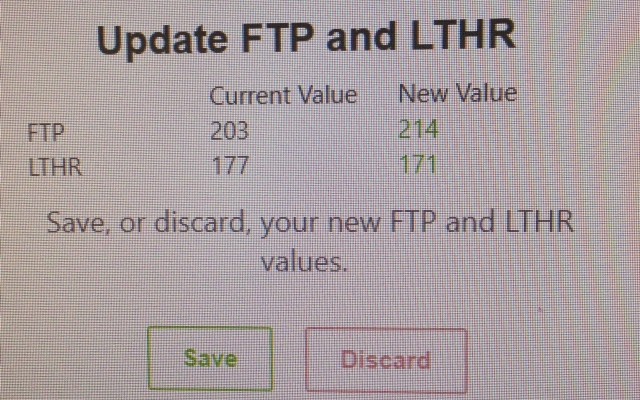 Update FTP and LTHR
Current Value New Value
FTP 203 214
LTHR 177 171
Save, or discard, your new FTP and LTHR
values.
Save Discard